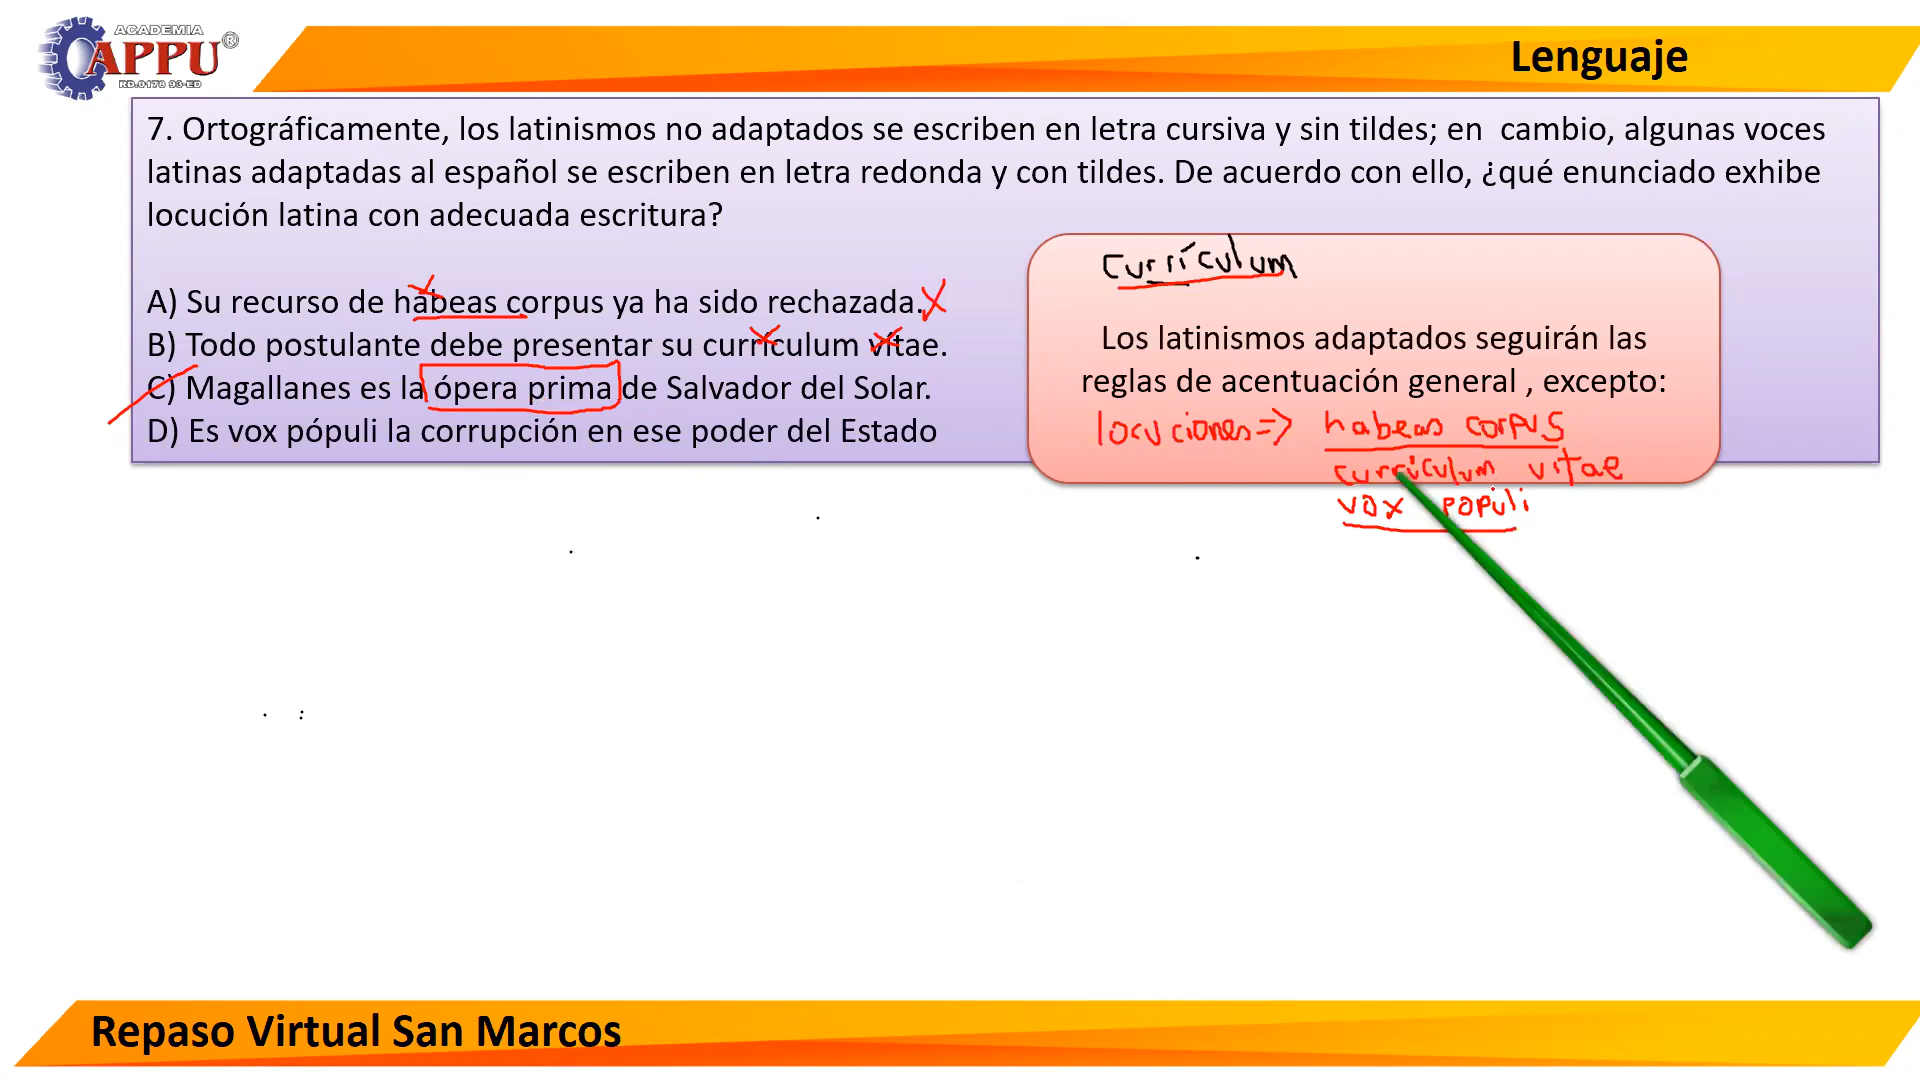 ACADEMIA
APPU®
RD.0178 93-ED
Lenguaje
7. Ortográficamente, los latinismos no adaptados se escriben en letra cursiva y sin tildes; en cambio, algunas voces
latinas adaptadas al español se escriben en letra redonda y con tildes. De acuerdo con ello, ¿qué enunciado exhibe
locución latina con adecuada escritura?
A) Su recurso de hábeas corpus ya ha sido rechazada.
B) Todo postulante debe presentar su currículum vítae.
C) Magallanes es la ópera prima de Salvador del Solar.
D) Es vox pópuli la corrupción en ese poder del Estado
currículum
Los latinismos adaptados seguirán las
reglas de acentuación general , excepto:
locuciones => habeas corpus
curriculum vitae
vox populi
Repaso Virtual San Marcos